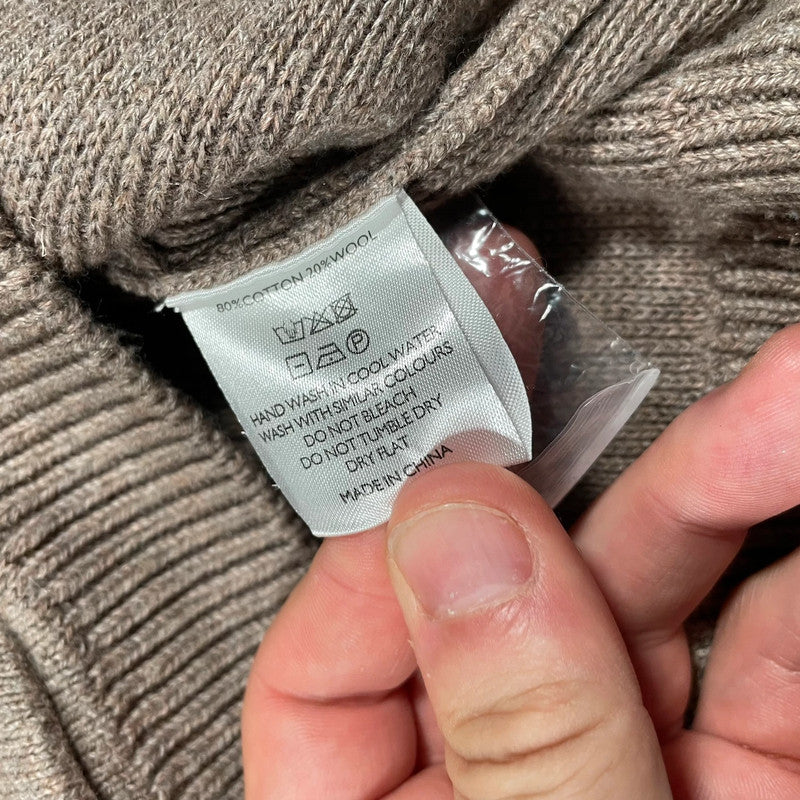 80%COTTON 20%WOOL
P
HAND WASH IN COOL WATER
WASH WITH SIMILAR COLOURS
DO NOT BLEACH
DO NOT TUMBLE DRY
DRY FLAT
MADE IN CHINA